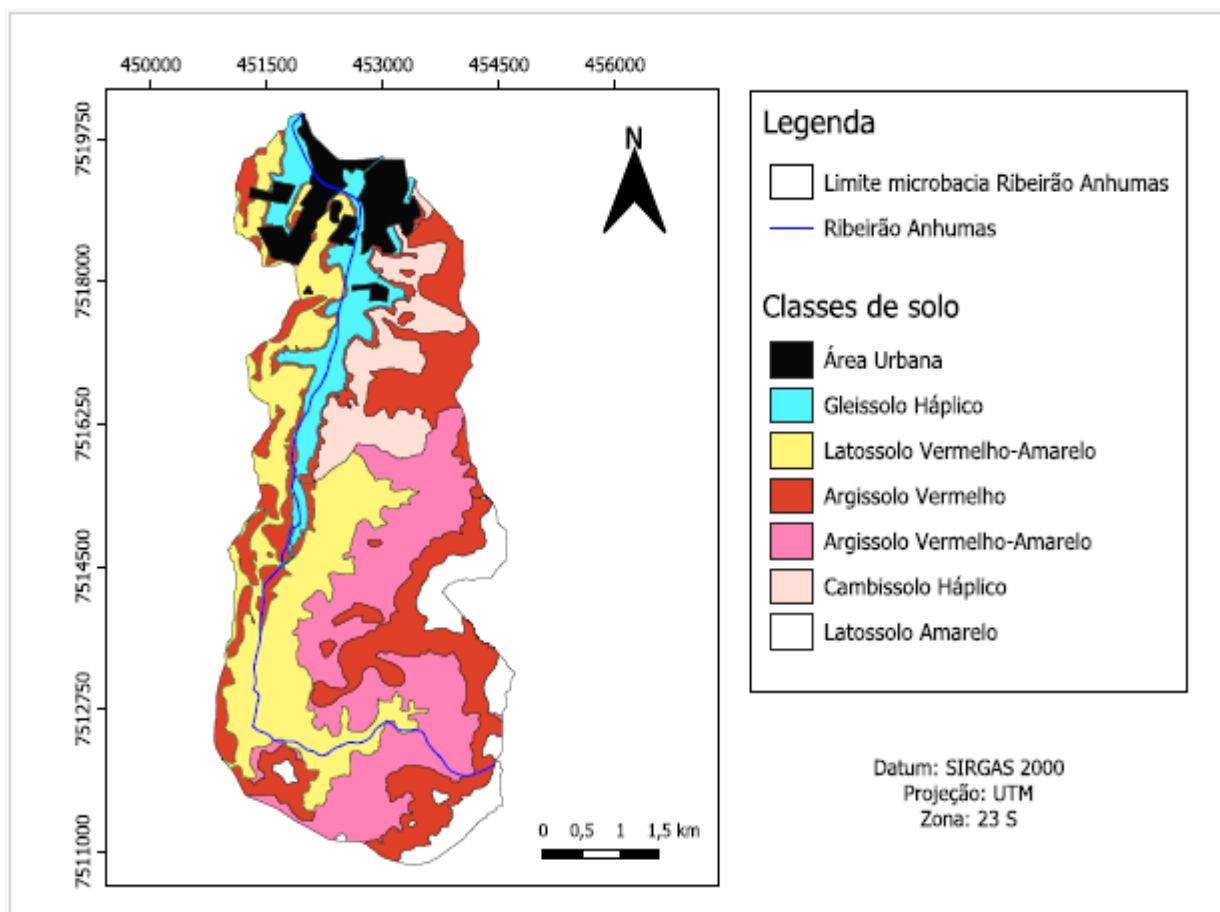 450000 451500 453000 454500 456000
7519750
7518000
7516250
7514500
7512750
7511000
N
0 0,5 1 1,5 km
Legenda
Limite microbacia Ribeirão Anhumas
Ribeirão Anhumas
Classes de solo
Área Urbana
Gleissolo Háplico
Latossolo Vermelho-Amarelo
Argissolo Vermelho
Argissolo Vermelho-Amarelo
Cambissolo Háplico
Latossolo Amarelo
Datum: SIRGAS 2000
Projeção: UTM
Zona: 23 S